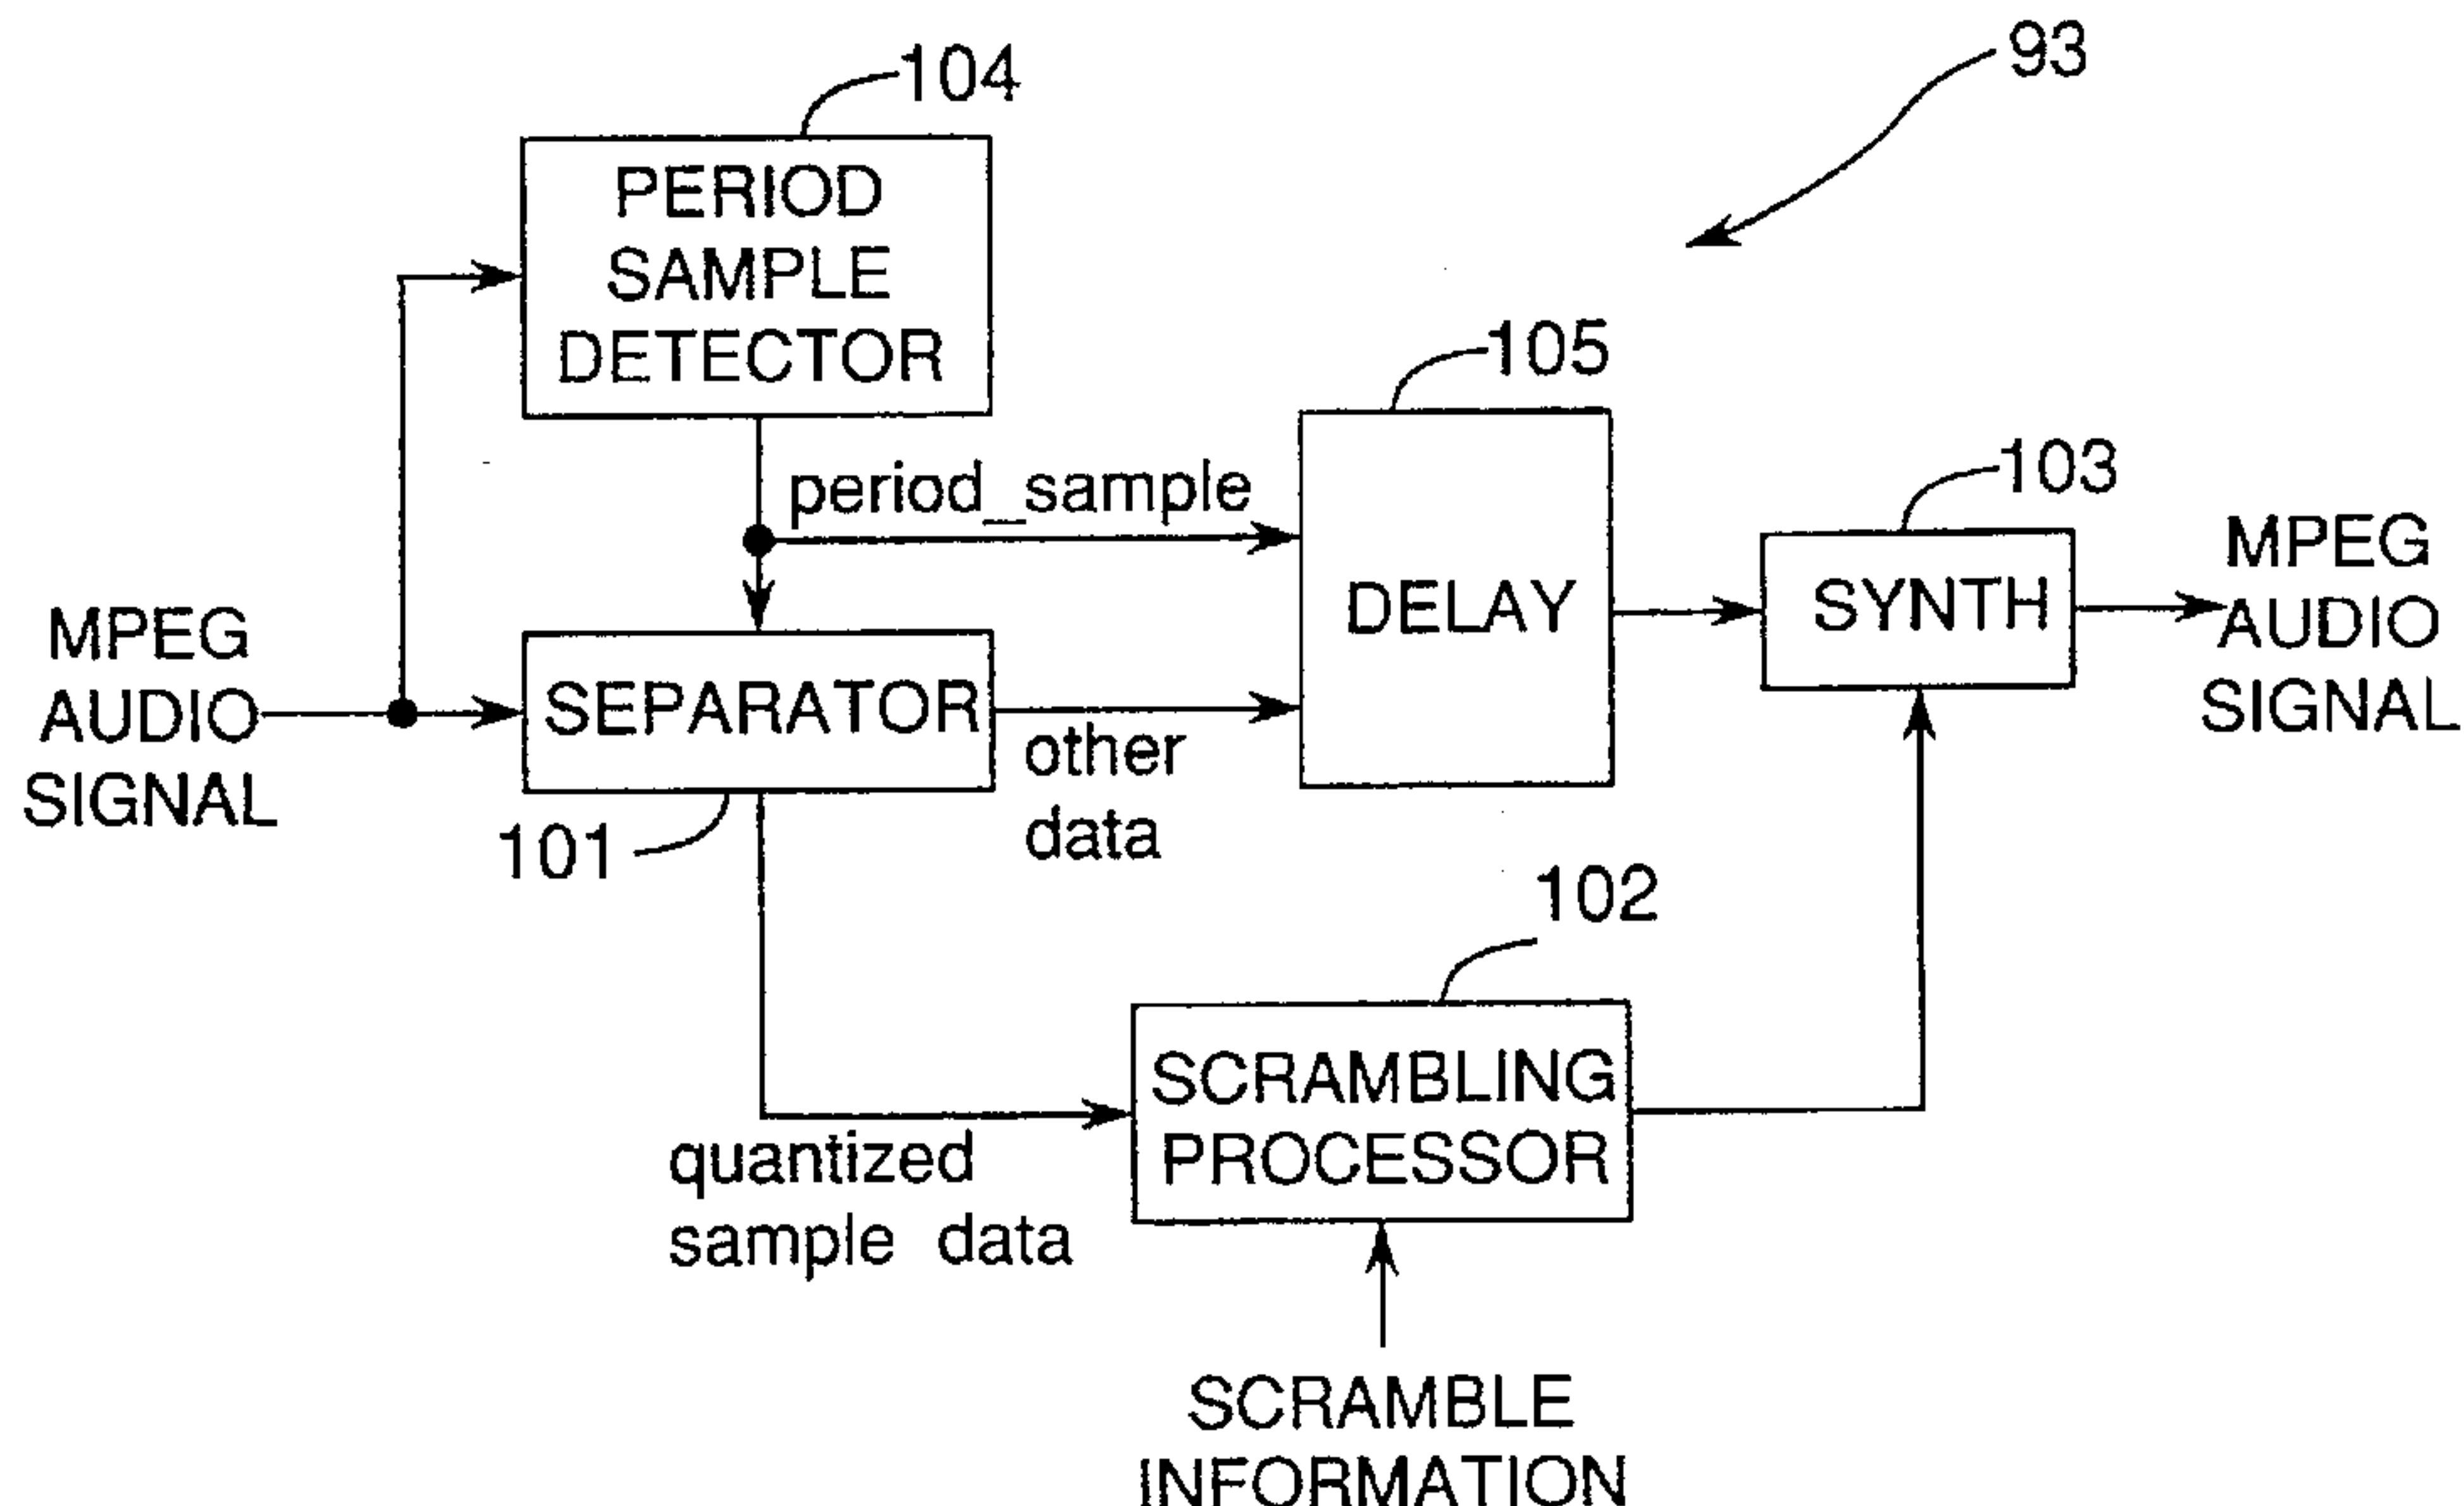 104
93
PERIOD
SAMPLE
DETECTOR
105
period_sample
103
DELAY
SYNTH
MPEG
AUDIO
SIGNAL
MPEG
AUDIO
SIGNAL
SEPARATOR
other
data
101
102
SCRAMBLING
PROCESSOR
quantized
sample data
SCRAMBLE
INFORMATION